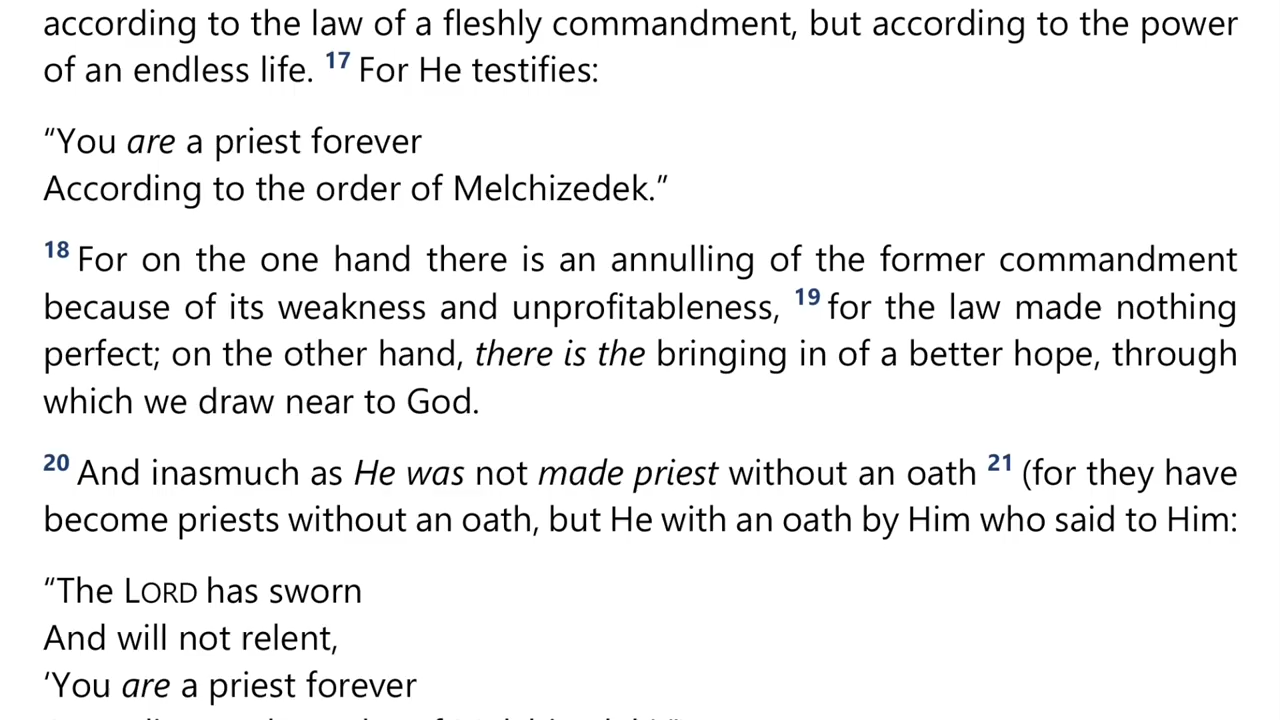 according to the law of a fleshly commandment, but according to the power
of an endless life. 17 For He testifies:
“You are a priest forever
According to the order of Melchizedek.”
18 For on the one hand there is an annulling of the former commandment
because of its weakness and unprofitableness, 19 for the law made nothing
perfect; on the other hand, there is the bringing in of a better hope, through
which we draw near to God.
20 And inasmuch as He was not made priest without an oath 21 (for they have
become priests without an oath, but He with an oath by Him who said to Him:
“The LORD has sworn
And will not relent,
‘You are a priest forever